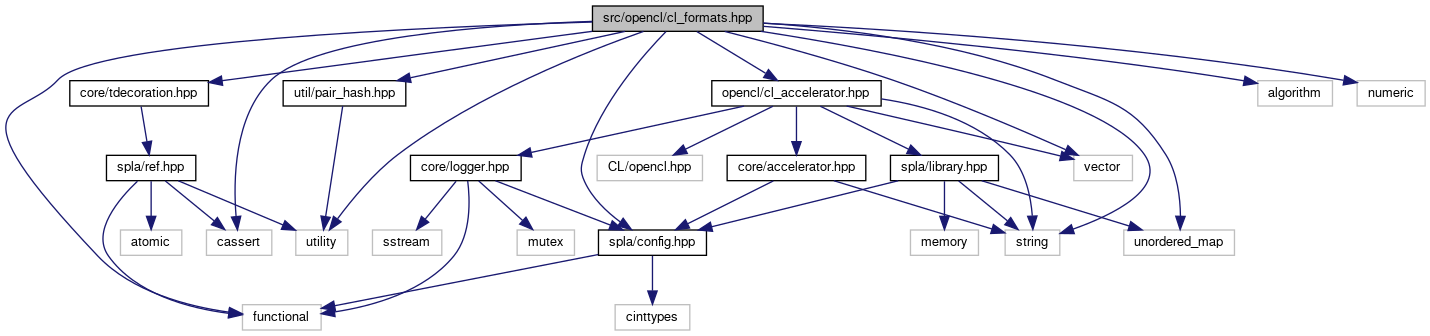 src/opencl/cl_formats.hpp
core/tdecoration.hpp
util/pair_hash.hpp
opencl/cl_accelerator.hpp
algorithm
numeric
spla/ref.hpp
core/logger.hpp
CL/opencl.hpp
core/accelerator.hpp
spla/library.hpp
vector
atomic
cassert
utility
sstream
mutex
spla/config.hpp
memory
string
unordered_map
functional
cinttypes